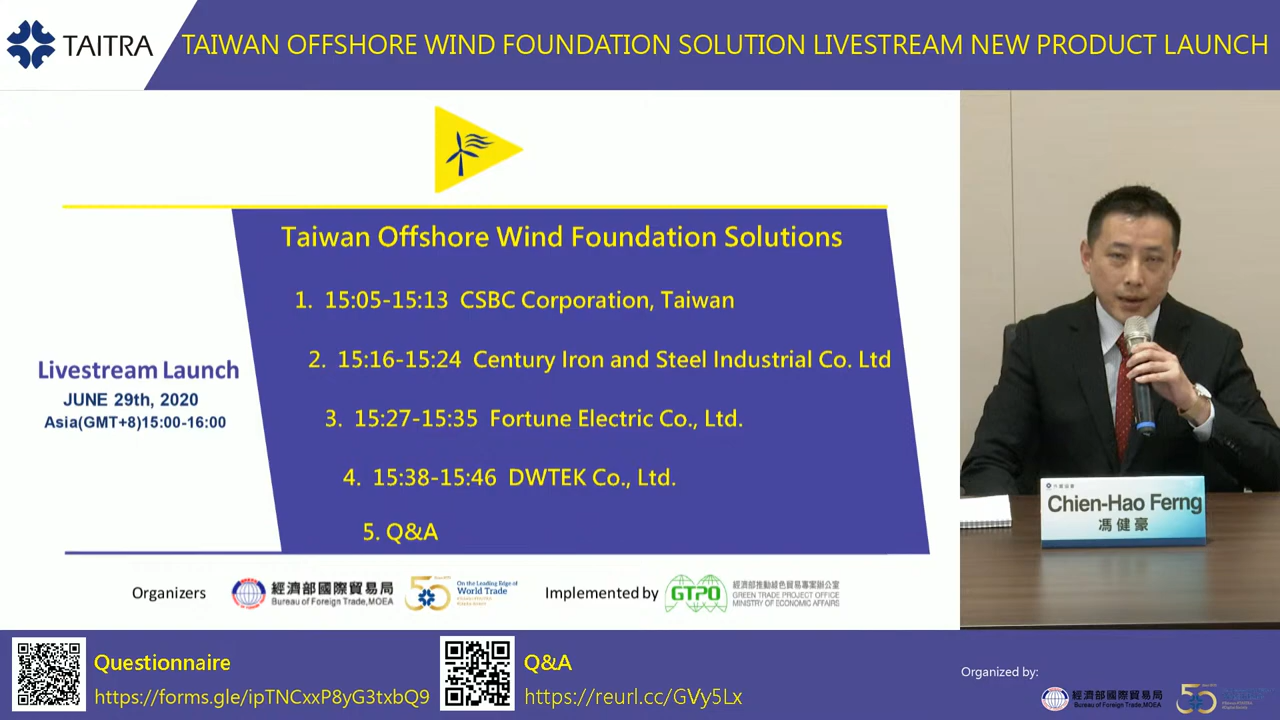 TAITRA
TAIWAN OFFSHORE WIND FOUNDATION SOLUTION LIVESTREAM NEW PRODUCT LAUNCH
Taiwan Offshore Wind Foundation Solutions
1. 15:05-15:13 CSBC Corporation, Taiwan
2. 15:16-15:24 Century Iron and Steel Industrial Co. Ltd
3. 15:27-15:35 Fortune Electric Co., Ltd.
4. 15:38-15:46 DWTEK Co., Ltd.
5. Q&A
Livestream Launch
JUNE 29th, 2020
Asia(GMT+8)15:00-16:00
Organizers
經濟部國際貿易局
Bureau of Foreign Trade,MOEA
50
On the Leading Edge of
World Trade
Implemented by
GTPO
經濟部推動綠色貿易專案辦公室
GREEN TRADE PROJECT OFFICE
MINISTRY OF ECONOMIC AFFAIRS
外貿協會
Chien-Hao Ferng
馮健豪
Questionnaire
https://forms.gle/ipTNCxxP8yG3txbQ9
Q&A
https://reurl.cc/GVy5Lx
Organized by:
經濟部國際貿易局
Bureau of Foreign Trade,MOEA
50